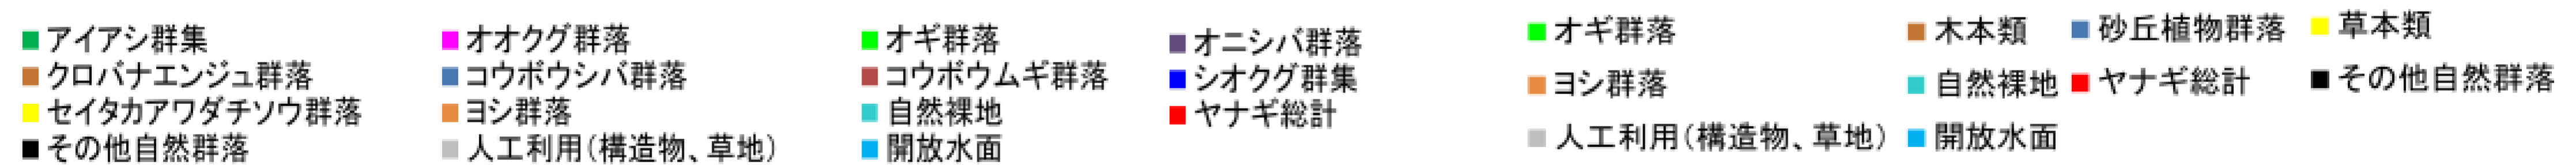 アイアシ群集 オオクグ群落 オギ群落 オニシバ群落
クロバナエンジュ群落 コウボウシバ群落 コウボウムギ群落 シオクグ群集
セイタカアワダチソウ群落 ヨシ群落 自然裸地 ヤナギ総計
その他自然群落 人工利用(構造物、草地) 開放水面
オギ群落 木本類 砂丘植物群落 草本類
ヨシ群落 自然裸地 ヤナギ総計 その他自然群落
人工利用(構造物、草地) 開放水面